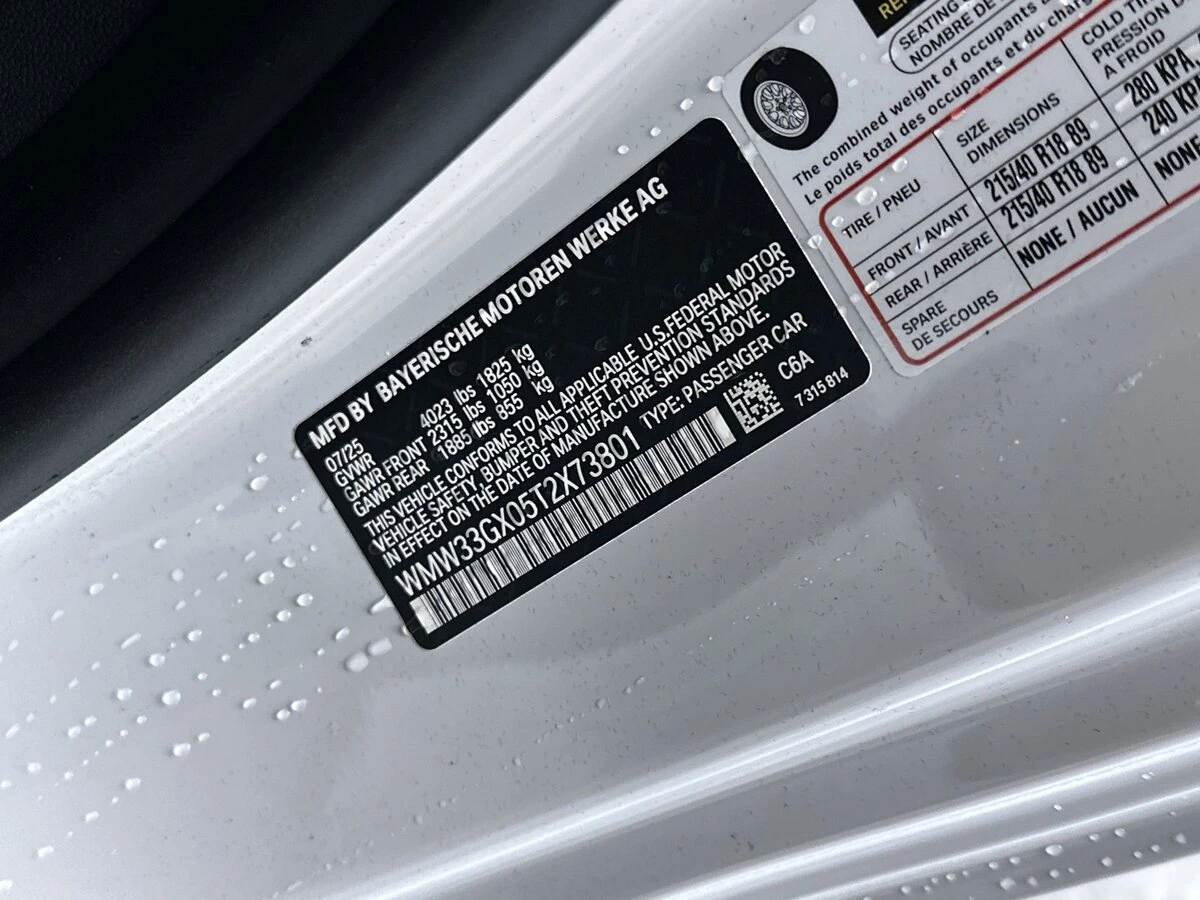 MFD BY BAYERISCHE MOTOREN WERKE AG
07/25
GVWR 4023 lbs 1825 kg
GAWR FRONT 2315 lbs 1050 kg
GAWR REAR 1885 lbs 855 kg
THIS VEHICLE CONFORMS TO ALL APPLICABLE U.S. FEDERAL MOTOR
VEHICLE SAFETY, BUMPER AND THEFT PREVENTION STANDARDS
IN EFFECT ON THE DATE OF MANUFACTURE SHOWN ABOVE.
WMW33GX05T2X73801 TYPE: PASSENGER CAR
C6A
7 315 814
SEATING
NOMBRE DE
The combined weight of occupants
Le poids total des occupants et du
TIRE / PNEU
SIZE
DIMENSIONS
COLD
PRESSION
A FROID
FRONT / AVANT 215/40 R18 89 280 KPA,
REAR / ARRIÈRE 215/40 R18 89 240
SPARE
DE SECOURS
NONE / AUCUN NONE